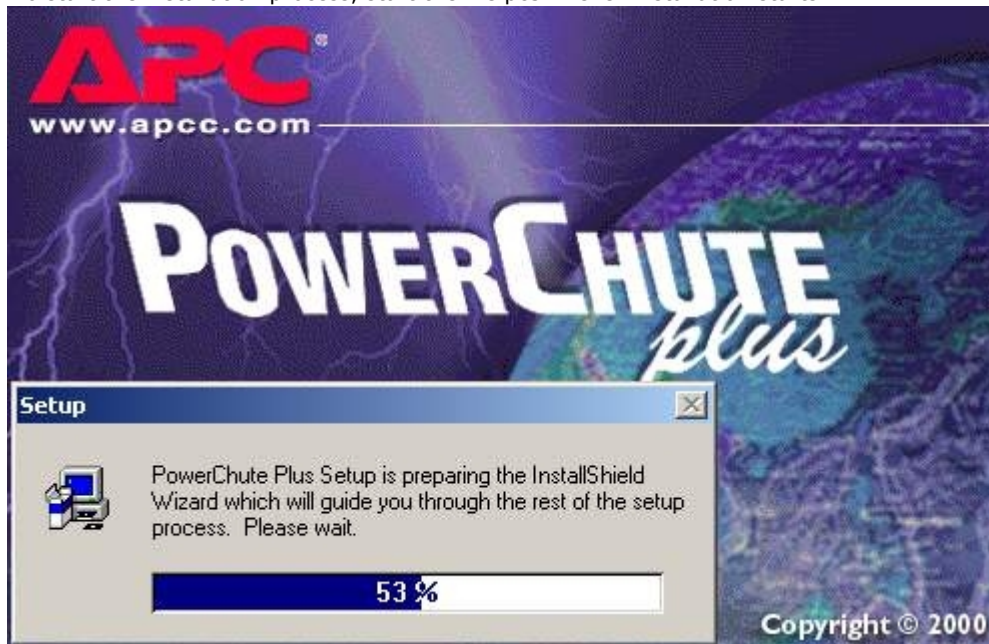 APC®
www.apcc.com
POWERCHUTE
plus
Setup
PowerChute Plus Setup is preparing the InstallShield
Wizard which will guide you through the rest of the setup
process. Please wait.
53 %
Copyright © 2000